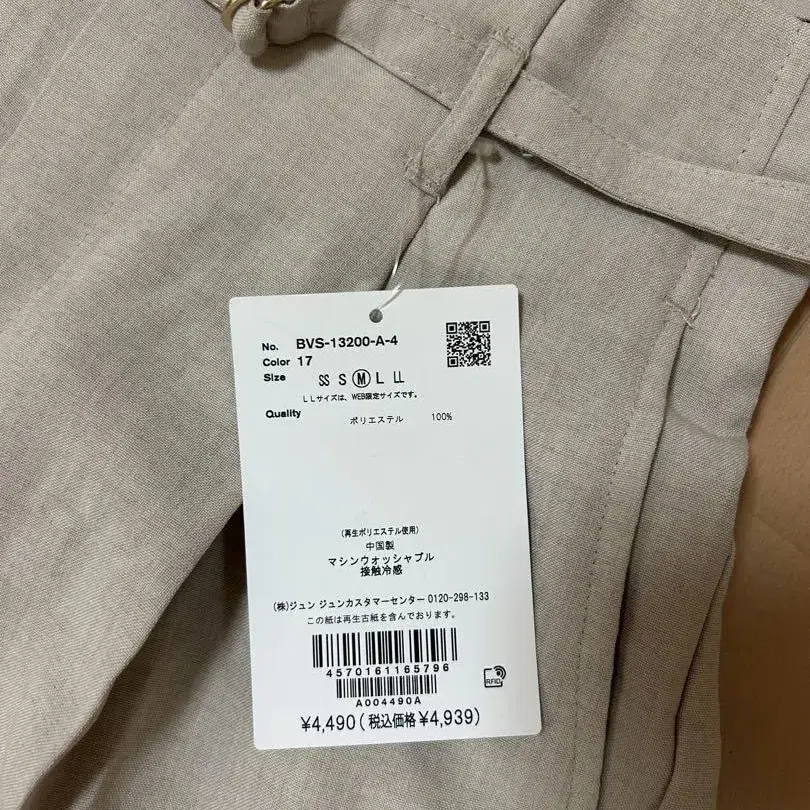 No. BVS-13200-A-4
Color 17
Size SS S M L LL
LLサイズは、WEB限定サイズです。
Quality
ポリエステル 100%
(再生ポリエステル使用)
中国製
マシンウォッシャブル
接触冷感
(株)ジュン ジュンカスタマーセンター 0120-298-133
この紙は再生古紙を含んでおります。
4570161165796
RFID
A004490A
¥4,490(税込価格¥4,939)